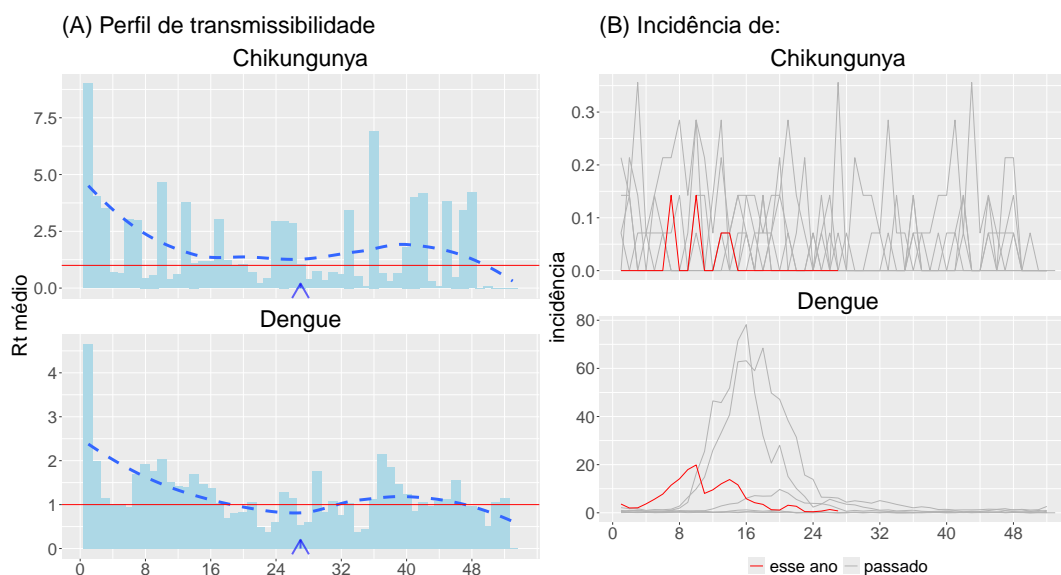 (A) Perfil de transmissibilidade
Chikungunya
7.5
5.0
2.5
0.0
Dengue
4
3
2
1
0
0 8 16 24 32 40 48
Rt médio
(B) Incidência de:
Chikungunya
0.3
0.2
0.1
0.0
Dengue
80
60
40
20
0
0 8 16 24 32 40 48
incidência
esse ano passado